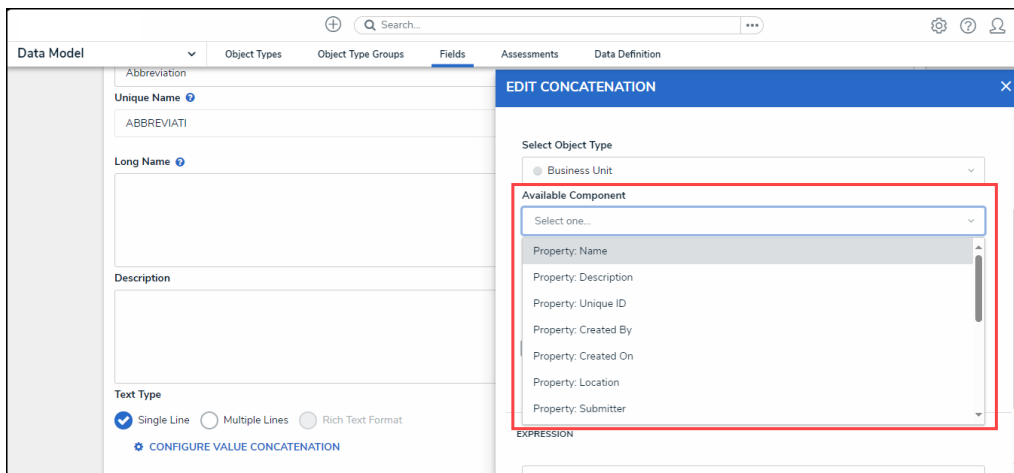 Search...
Data Model
Object Types
Object Type Groups
Fields
Assessments
Data Definition
Abbreviation
Unique Name
ABBREVIATI
Long Name
Description
Text Type
Single Line
Multiple Lines
Rich Text Format
CONFIGURE VALUE CONCATENATION
EDIT CONCATENATION
Select Object Type
Business Unit
Available Component
Select one...
Property: Name
Property: Description
Property: Unique ID
Property: Created By
Property: Created On
Property: Location
Property: Submitter
EXPRESSION